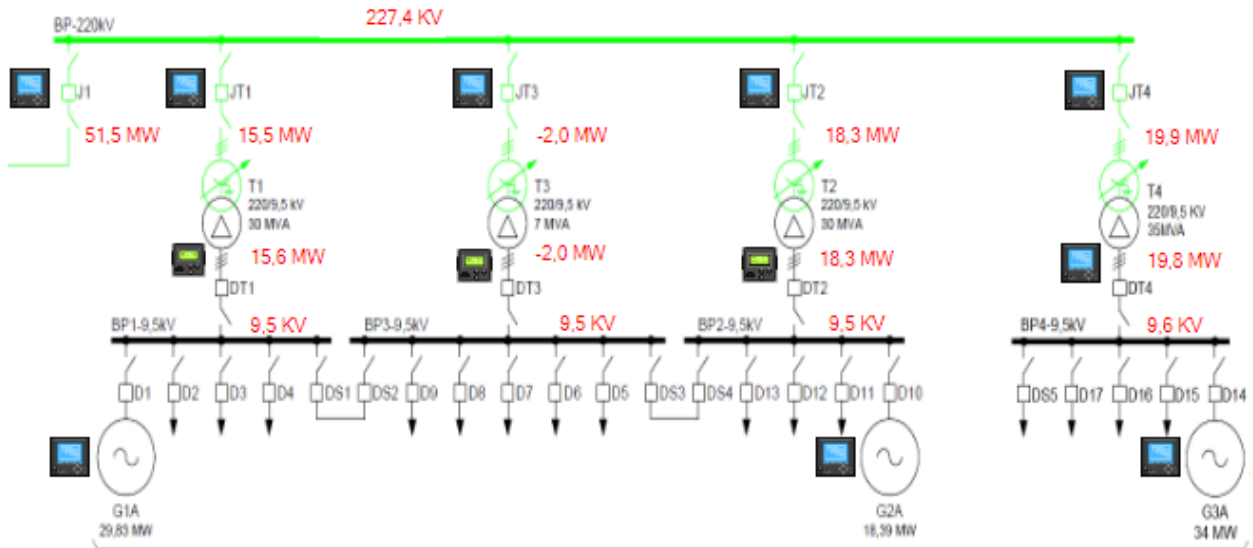 227,4 KV
BP-220kV
J1
JT1
JT3
JT2
JT4
51,5 MW
15,5 MW
-2,0 MW
18,3 MW
19,9 MW
T1
220/9,5 kV
30 MVA
T3
220/9,5 kV
7 MVA
T2
220/9,5 kV
30 MVA
T4
220/9,5 KV
35MVA
15,6 MW
-2,0 MW
18,3 MW
19,8 MW
DT1
DT3
DT2
DT4
BP1-9,5kV
9,5 KV
BP3-9,5kV
9,5 KV
BP2-9,5kV
9,5 KV
BP4-9,5kV
9,6 KV
D1
D2
D3
D4
DS1
DS2
D9
D8
D7
D6
D5
DS3
DS4
D13
D12
D11
D10
DS5
D17
D16
D15
D14
G1A
29,83 MW
G2A
18,39 MW
G3A
34 MW